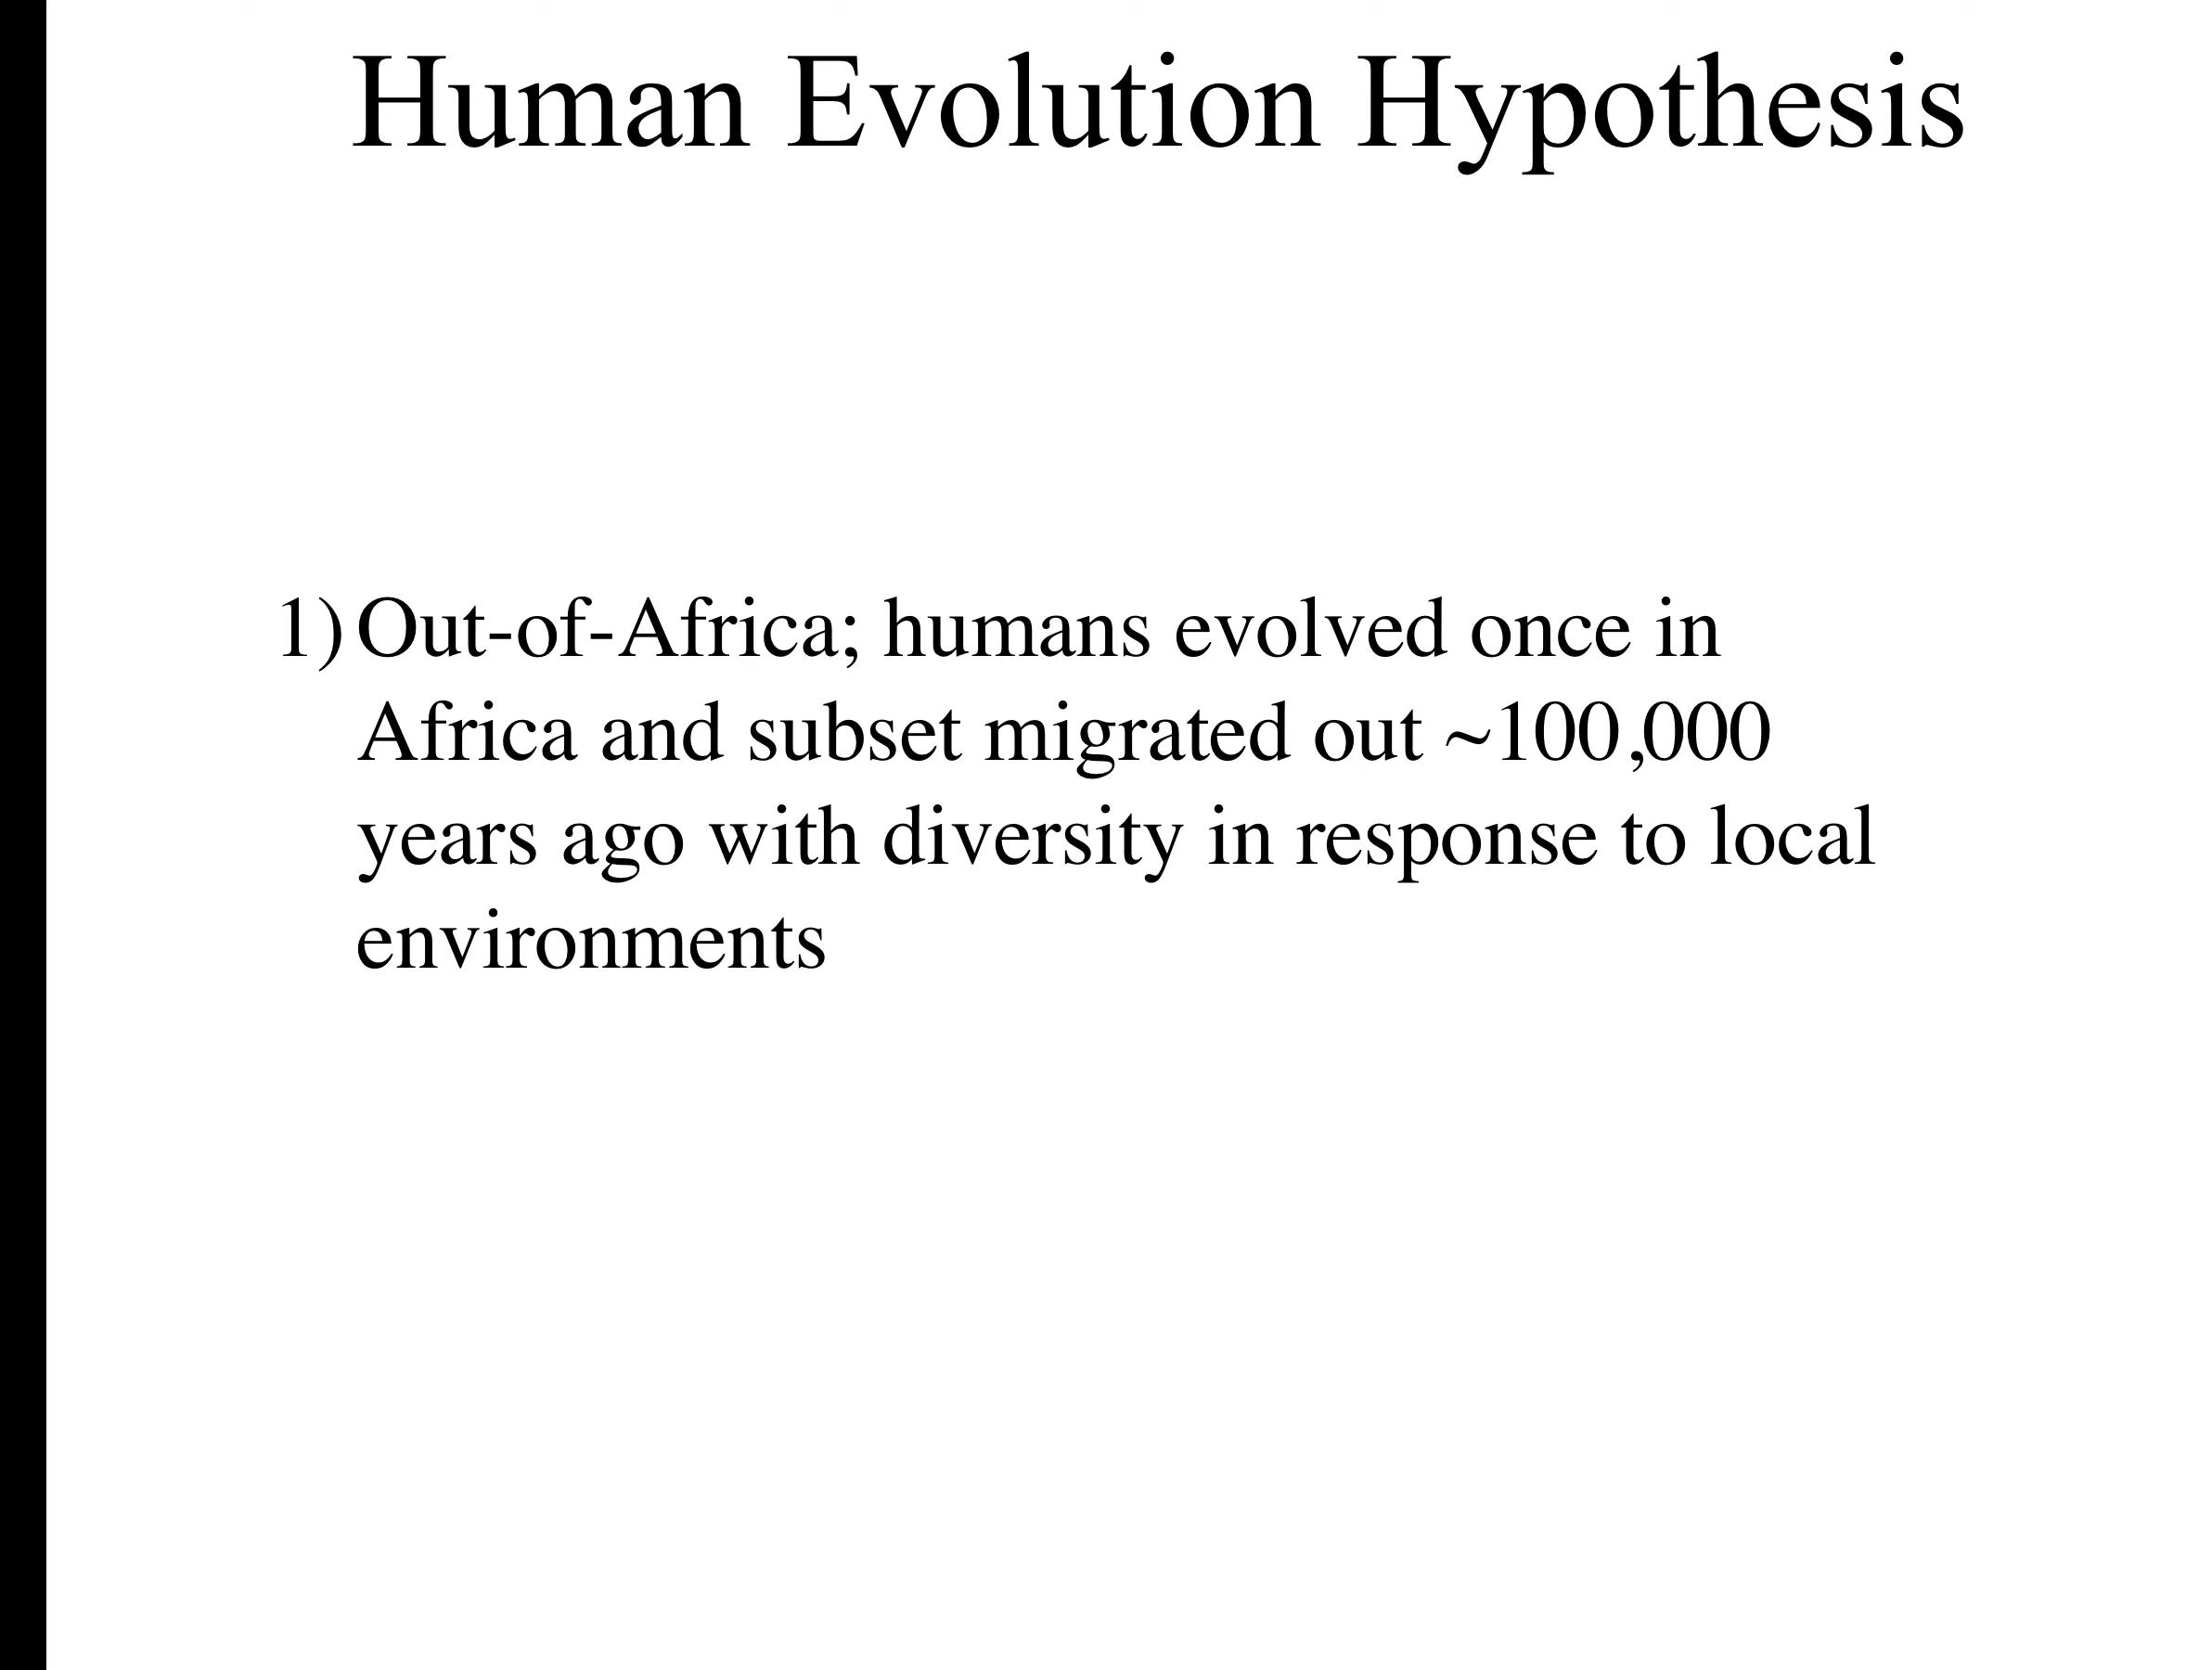 Human Evolution Hypothesis
1) Out-of-Africa; humans evolved once in
Africa and subset migrated out ~100,000
years ago with diversity in response to local
environments